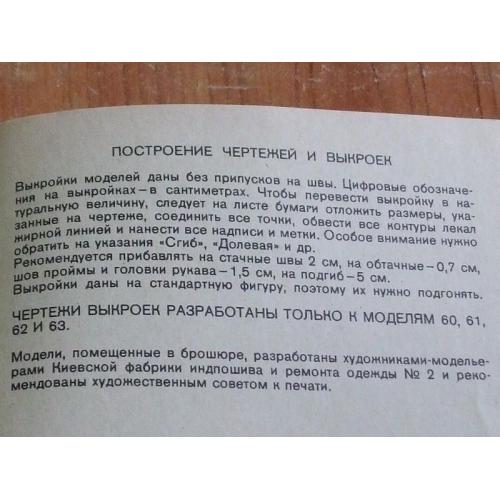 ПОСТРОЕНИЕ ЧЕРТЕЖЕЙ И ВЫКРОЕК
Выкройки моделей даны без припусков на швы. Цифровые обозначе-
ния на выкройках—в сантиметрах. Чтобы перевести выкройку в на-
туральную величину, следует на листе бумаги отложить размеры, ука-
занные на чертеже, соединить все точки, обвести все контуры лекал
жирной линией и нанести все надписи и метки. Особое внимание нужно
обратить на указания «Сгиб», «Долевая» и др.
Рекомендуется прибавлять на стачные швы 2 см, на обтачные—0,7 см,
шов проймы и головки рукава—1,5 см, на подгиб—5 см.
Выкройки даны на стандартную фигуру, поэтому их нужно подгонять.
ЧЕРТЕЖИ ВЫКРОЕК РАЗРАБОТАНЫ ТОЛЬКО К МОДЕЛЯМ 60, 61,
62 И 63.
Модели, помещенные в брошюре, разработаны художниками-модель-
ерами Киевской фабрики индпошива и ремонта одежды № 2 и реко-
мендованы художественным советом к печати.